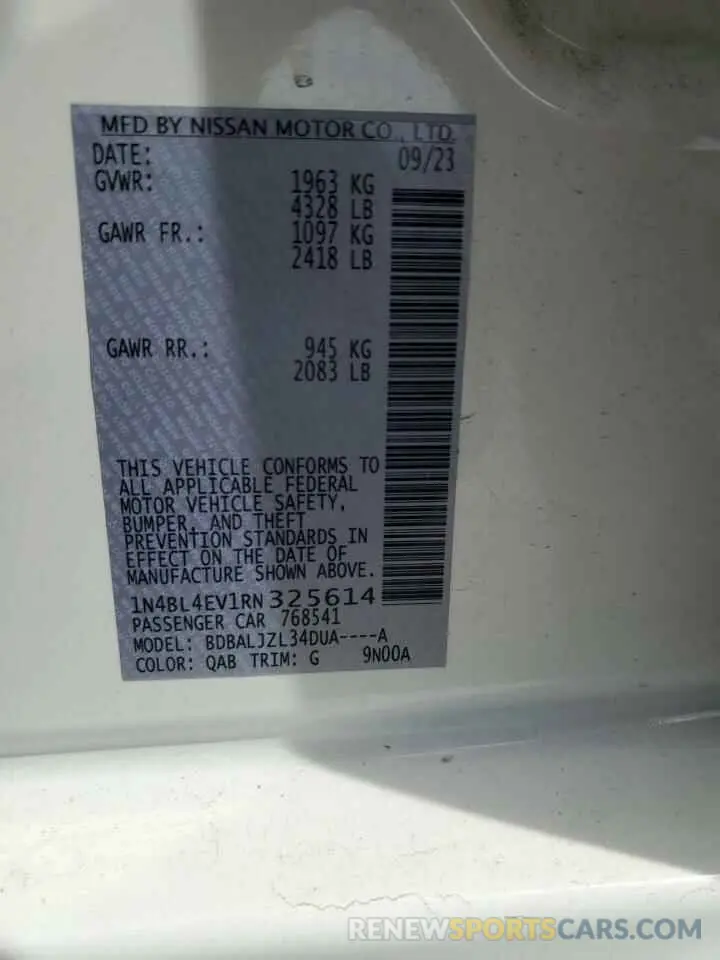 MFD BY NISSAN MOTOR CO., LTD.
DATE: 09/23
GVWR: 1963 KG
4328 LB
GAWR FR.: 1097 KG
2418 LB
GAWR RR.: 945 KG
2083 LB
THIS VEHICLE CONFORMS TO
ALL APPLICABLE FEDERAL
MOTOR VEHICLE SAFETY,
BUMPER, AND THEFT
PREVENTION STANDARDS IN
EFFECT ON THE DATE OF
MANUFACTURE SHOWN ABOVE.
1N4BL4EV1RN325614
PASSENGER CAR 768541
MODEL: BDBALJZL34DUA----A
COLOR: QAB TRIM: G 9N00A
RENEWSPORTSCARS.COM